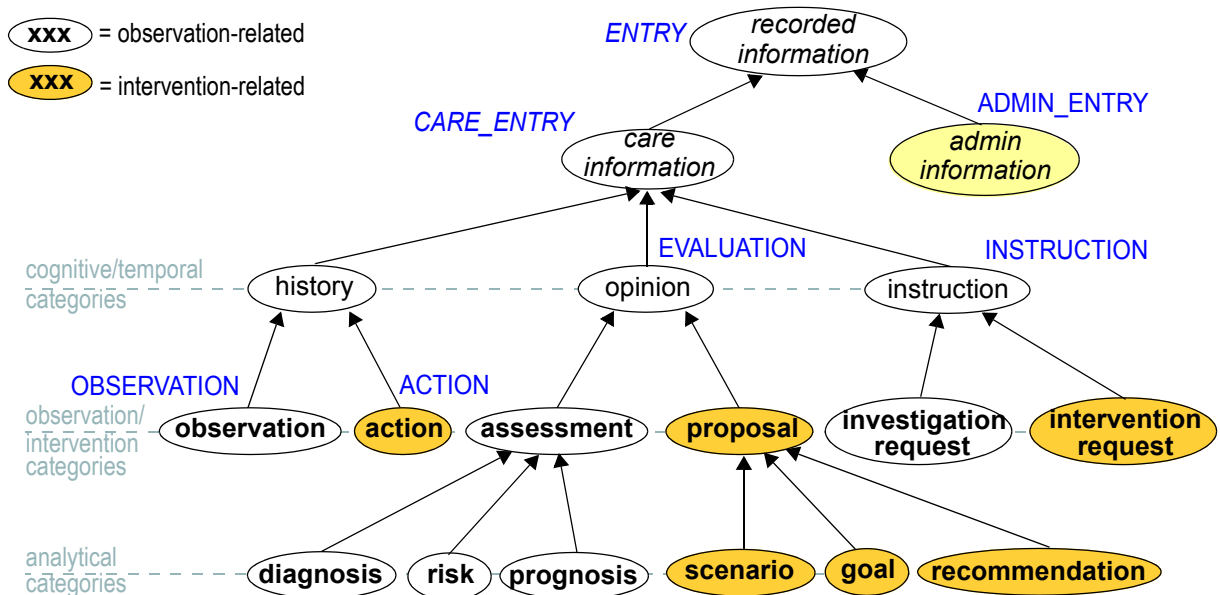 xxx = observation-related
xxx = intervention-related
ENTRY
recorded
information
CARE_ENTRY
ADMIN_ENTRY
care
information
admin
information
EVALUATION
INSTRUCTION
cognitive/temporal
categories
history
opinion
instruction
OBSERVATION
ACTION
observation/
intervention
categories
observation
action
assessment
proposal
investigation
request
intervention
request
analytical
categories
diagnosis
risk
prognosis
scenario
goal
recommendation